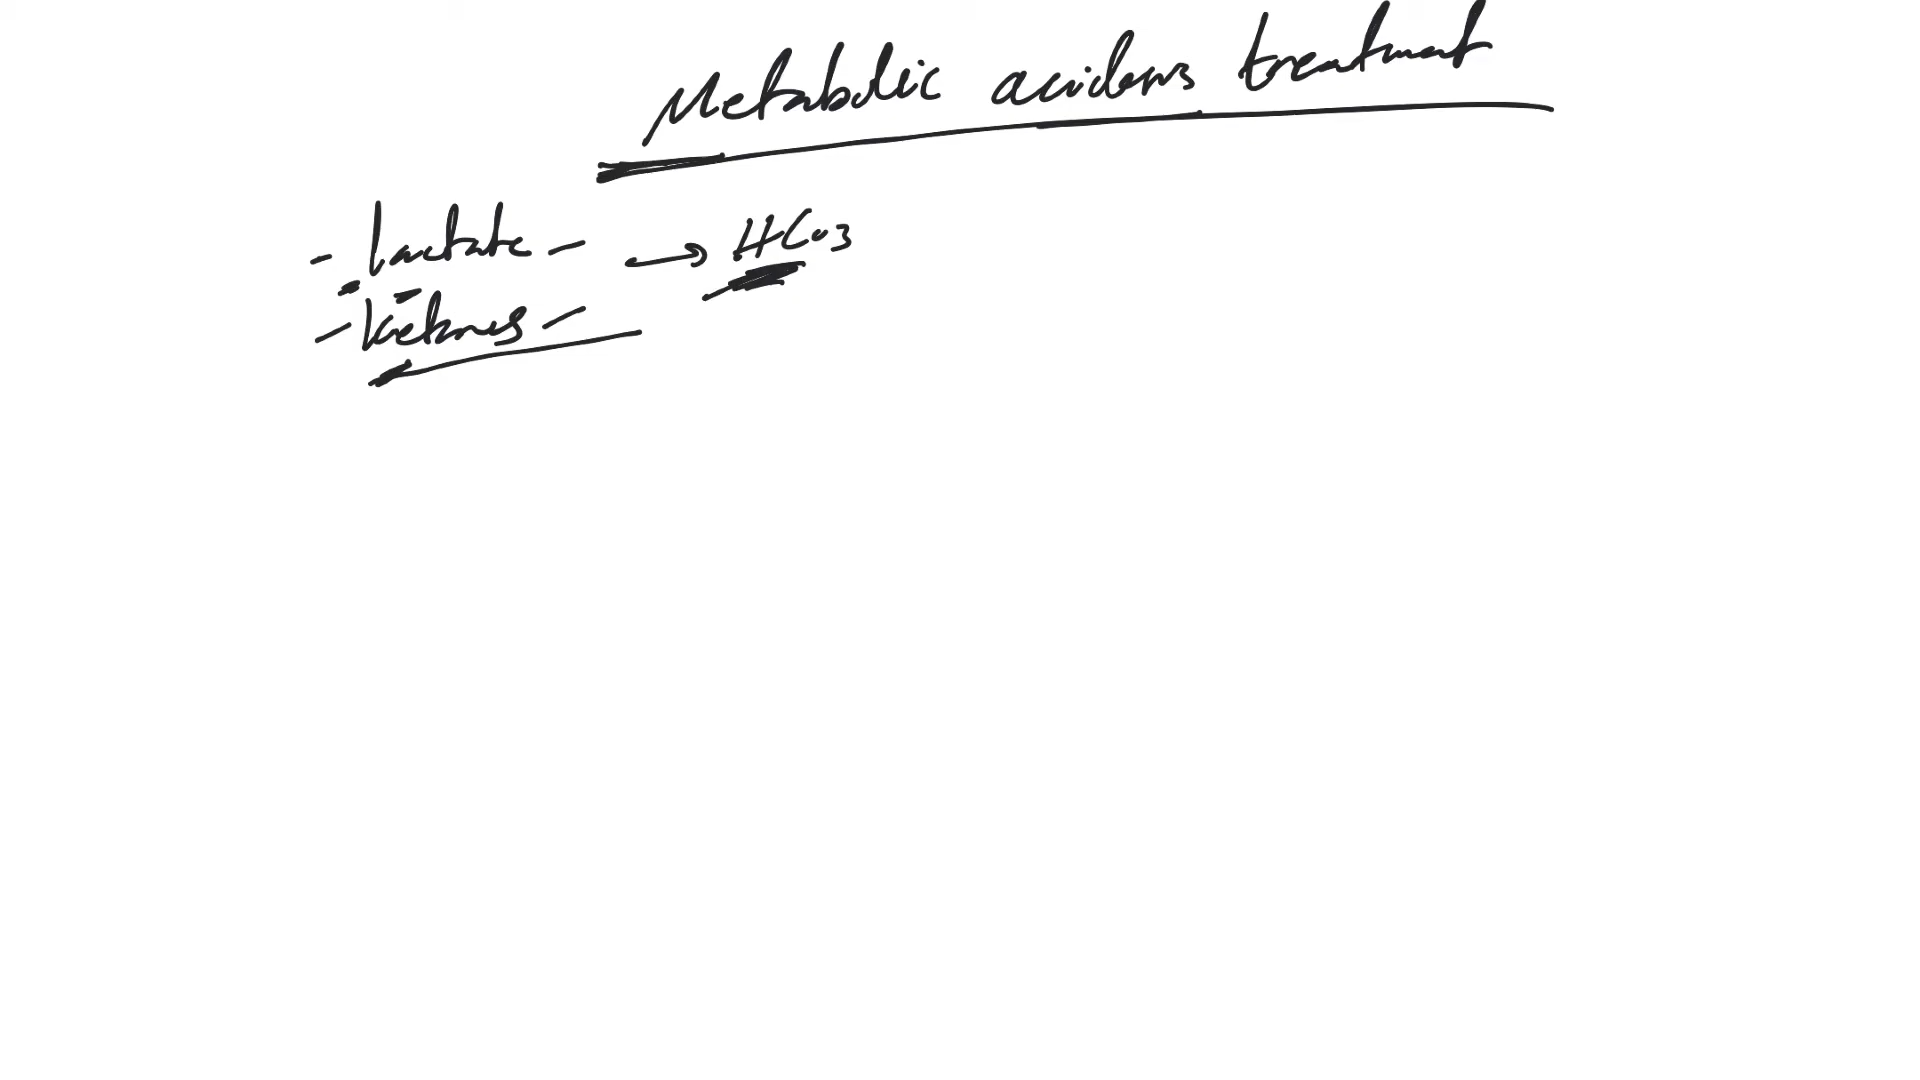 Metabolic acidosis treatment
- lactate - → HCO3
- Ketones -